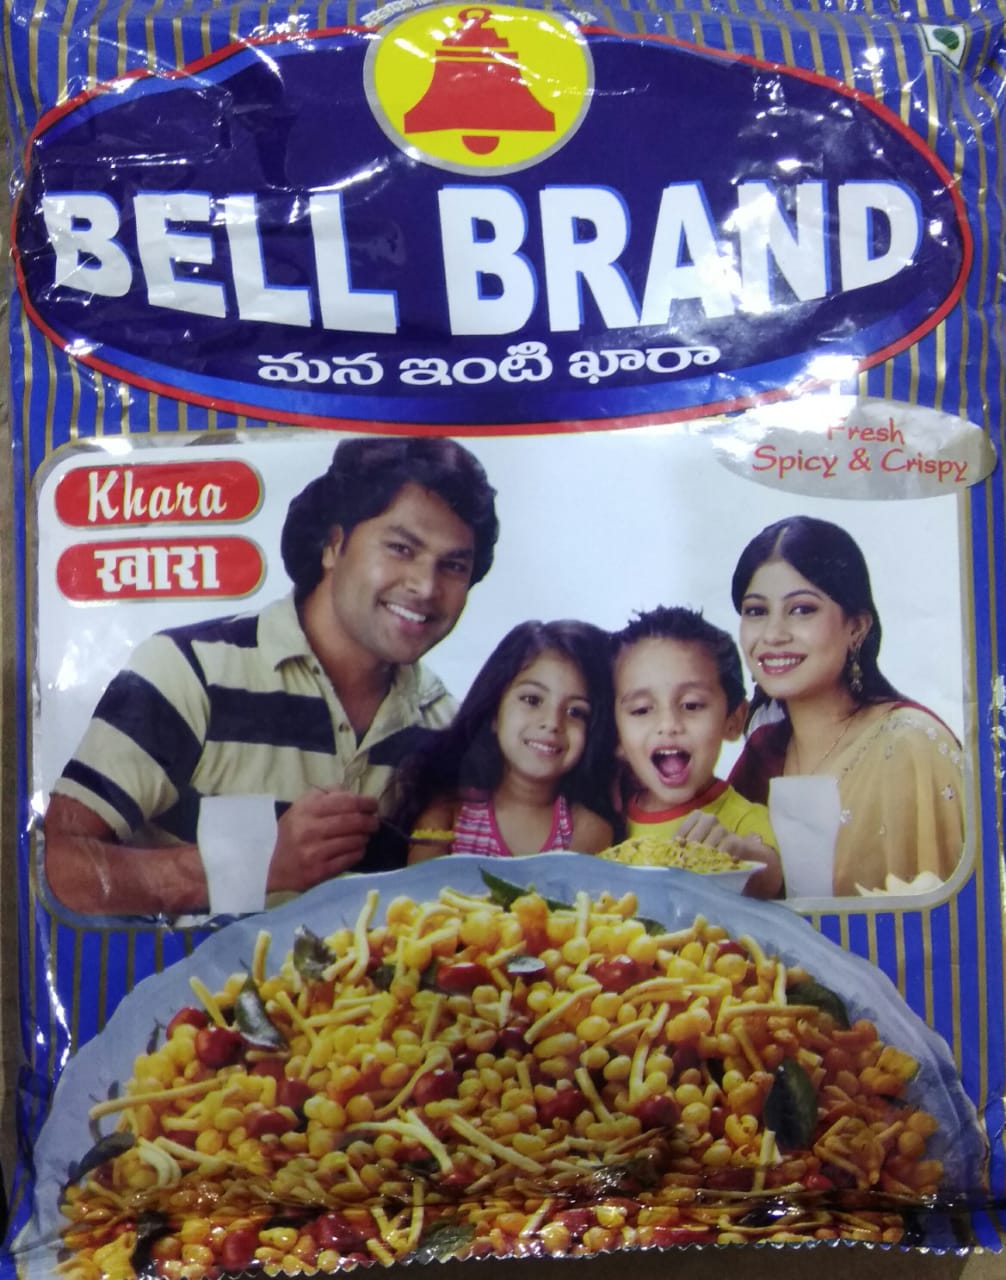 BELL BRAND
మన ఇంటి ఖారా
Fresh
Spicy & Crispy
Khara
खारा